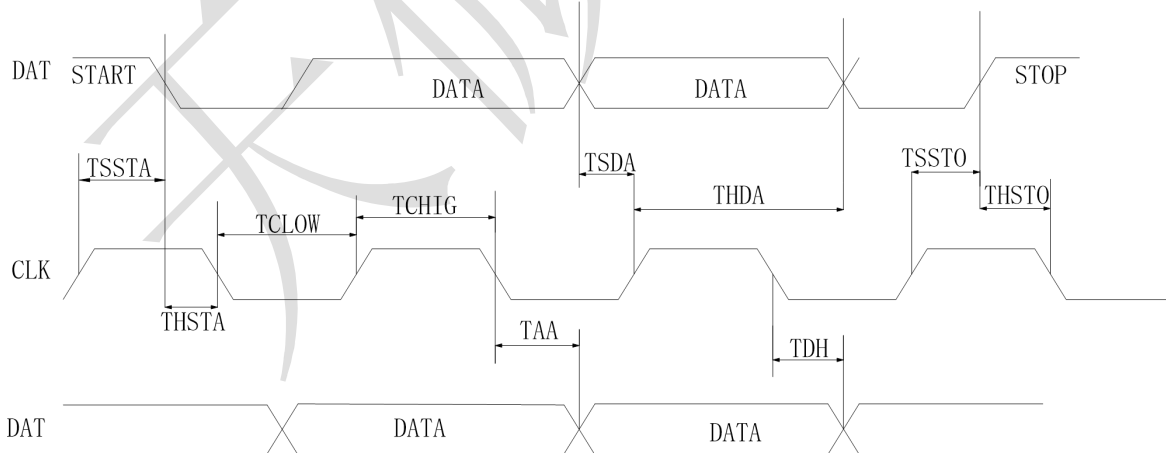 DAT START DATA DATA STOP
TSSTA TSDA TSSTO
THDA THSTO
TCLOW TCHIG
CLK
THSTA TAA TDH
DAT DATA DATA